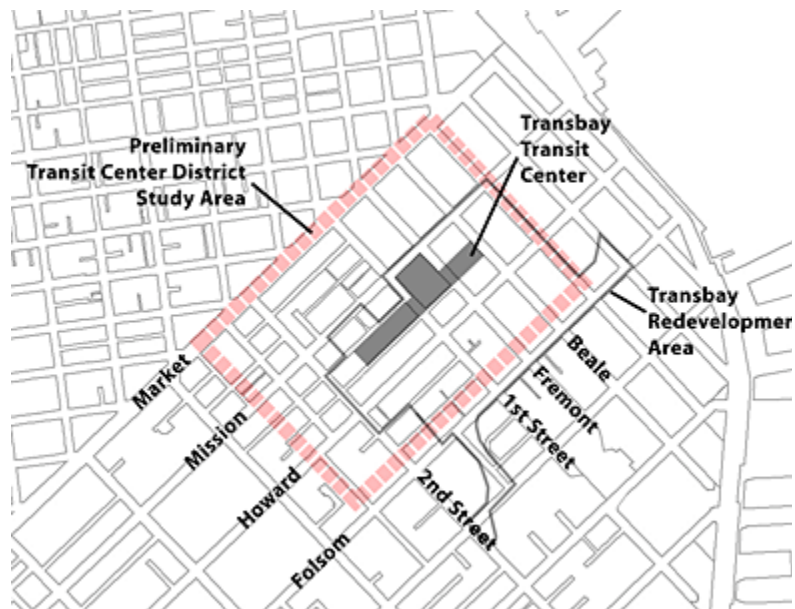 Preliminary
Transit Center District
Study Area
Transbay
Transit
Center
Transbay
Redevelopmen
Area
Market
Mission
Howard
Folsom
Beale
Fremont
1st Street
2nd Street